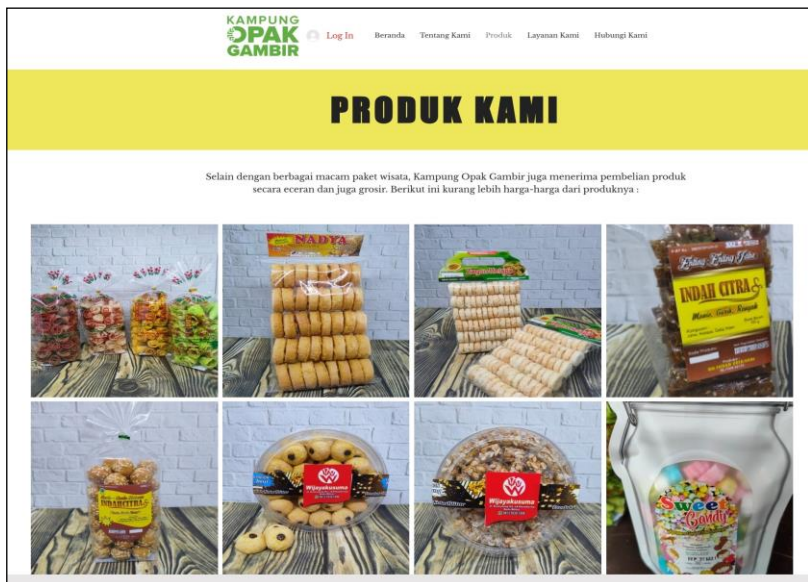 KAMPUNG
OPAK
GAMBIR
Log In
Beranda
Tentang Kami
Produk
Layanan Kami
Hubungi Kami
PRODUK KAMI
Selain dengan berbagai macam paket wisata, Kampung Opak Gambir juga menerima pembelian produk
secara eceran dan juga grosir. Berikut ini kurang lebih harga-harga dari produknya :
NADYA
INDAH CITRA
INDAHCITRA
Wijayakusuma
Wijayakusuma
Sweet
Candy